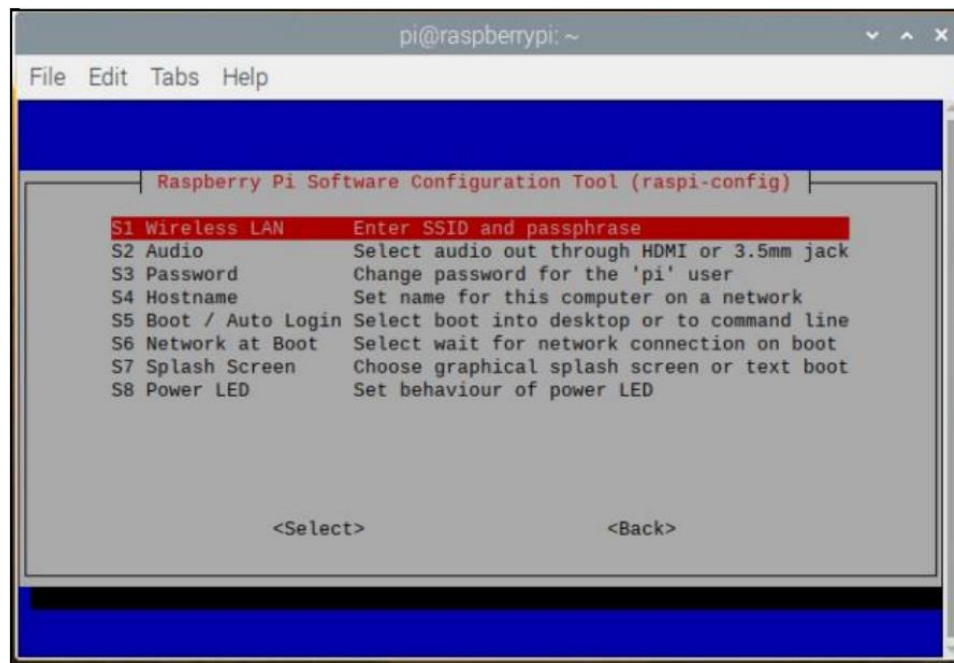 pi@raspberrypi: ~
File Edit Tabs Help
Raspberry Pi Software Configuration Tool (raspi-config)
S1 Wireless LAN Enter SSID and passphrase
S2 Audio Select audio out through HDMI or 3.5mm jack
S3 Password Change password for the 'pi' user
S4 Hostname Set name for this computer on a network
S5 Boot / Auto Login Select boot into desktop or to command line
S6 Network at Boot Select wait for network connection on boot
S7 Splash Screen Choose graphical splash screen or text boot
S8 Power LED Set behaviour of power LED
<Select> <Back>